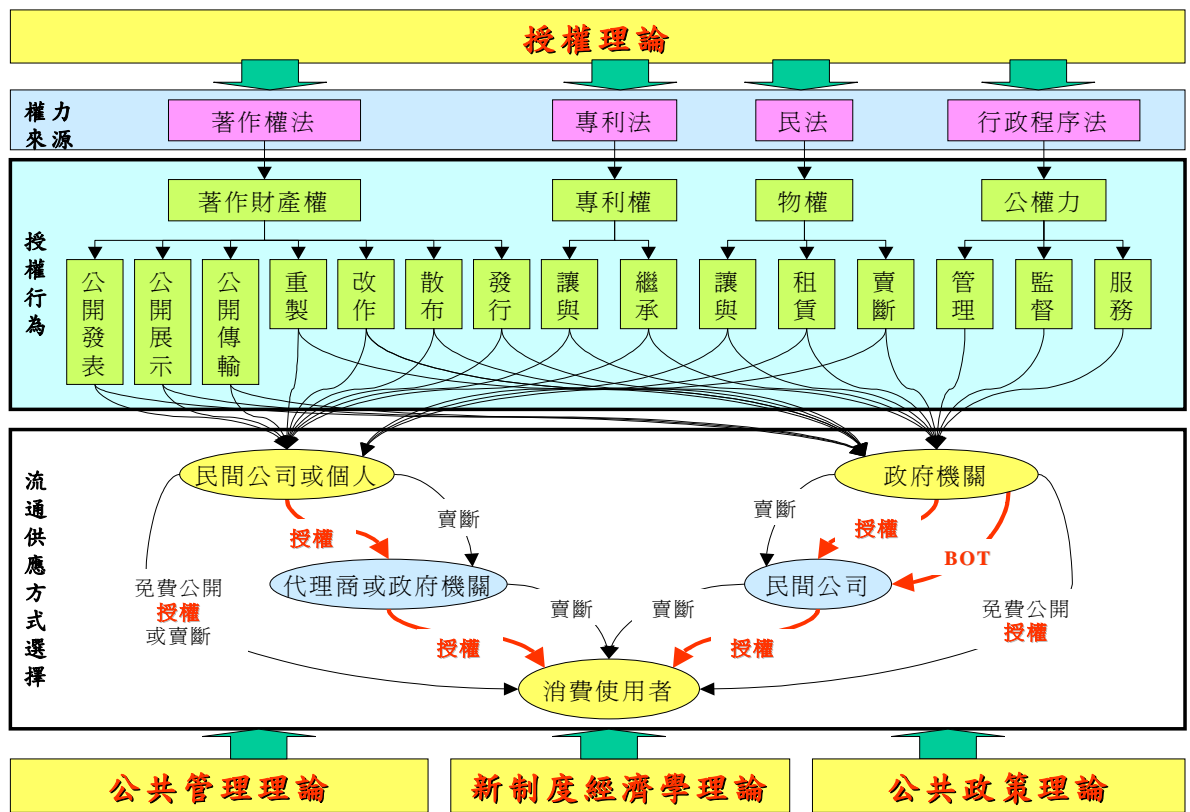 授權理論
權力
來源
著作權法
專利法
民法
行政程序法
授權行為
著作財產權
專利權
物權
公權力
公開發表
公開展示
公開傳輸
重製
改作
散布
發行
讓與
繼承
讓與
租賃
賣斷
管理
監督
服務
流通供應方式選擇
民間公司或個人
政府機關
賣斷
授權
賣斷
授權
BOT
代理商或政府機關
民間公司
免費公開
授權
或賣斷
賣斷
賣斷
免費公開
授權
授權
授權
消費使用者
公共管理理論
新制度經濟學理論
公共政策理論